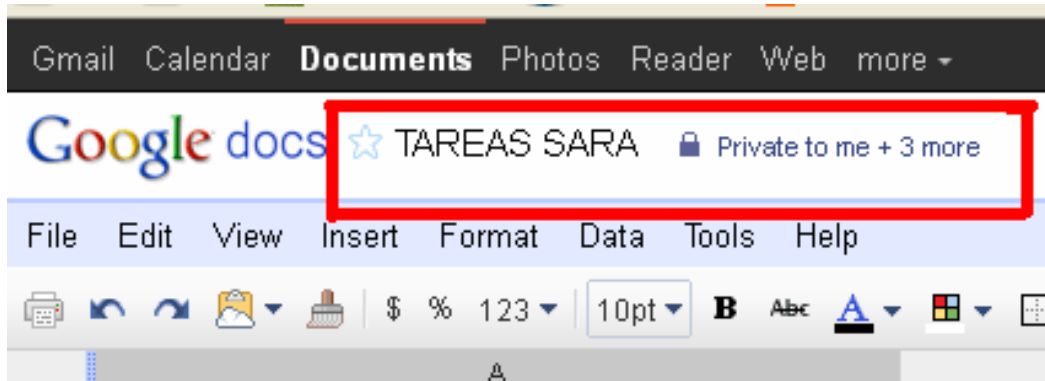 Gmail Calendar Documents Photos Reader Web more
Google docs TAREAS SARA Private to me + 3 more
File Edit View Insert Format Data Tools Help
$ % 123 10pt B Abc A
A